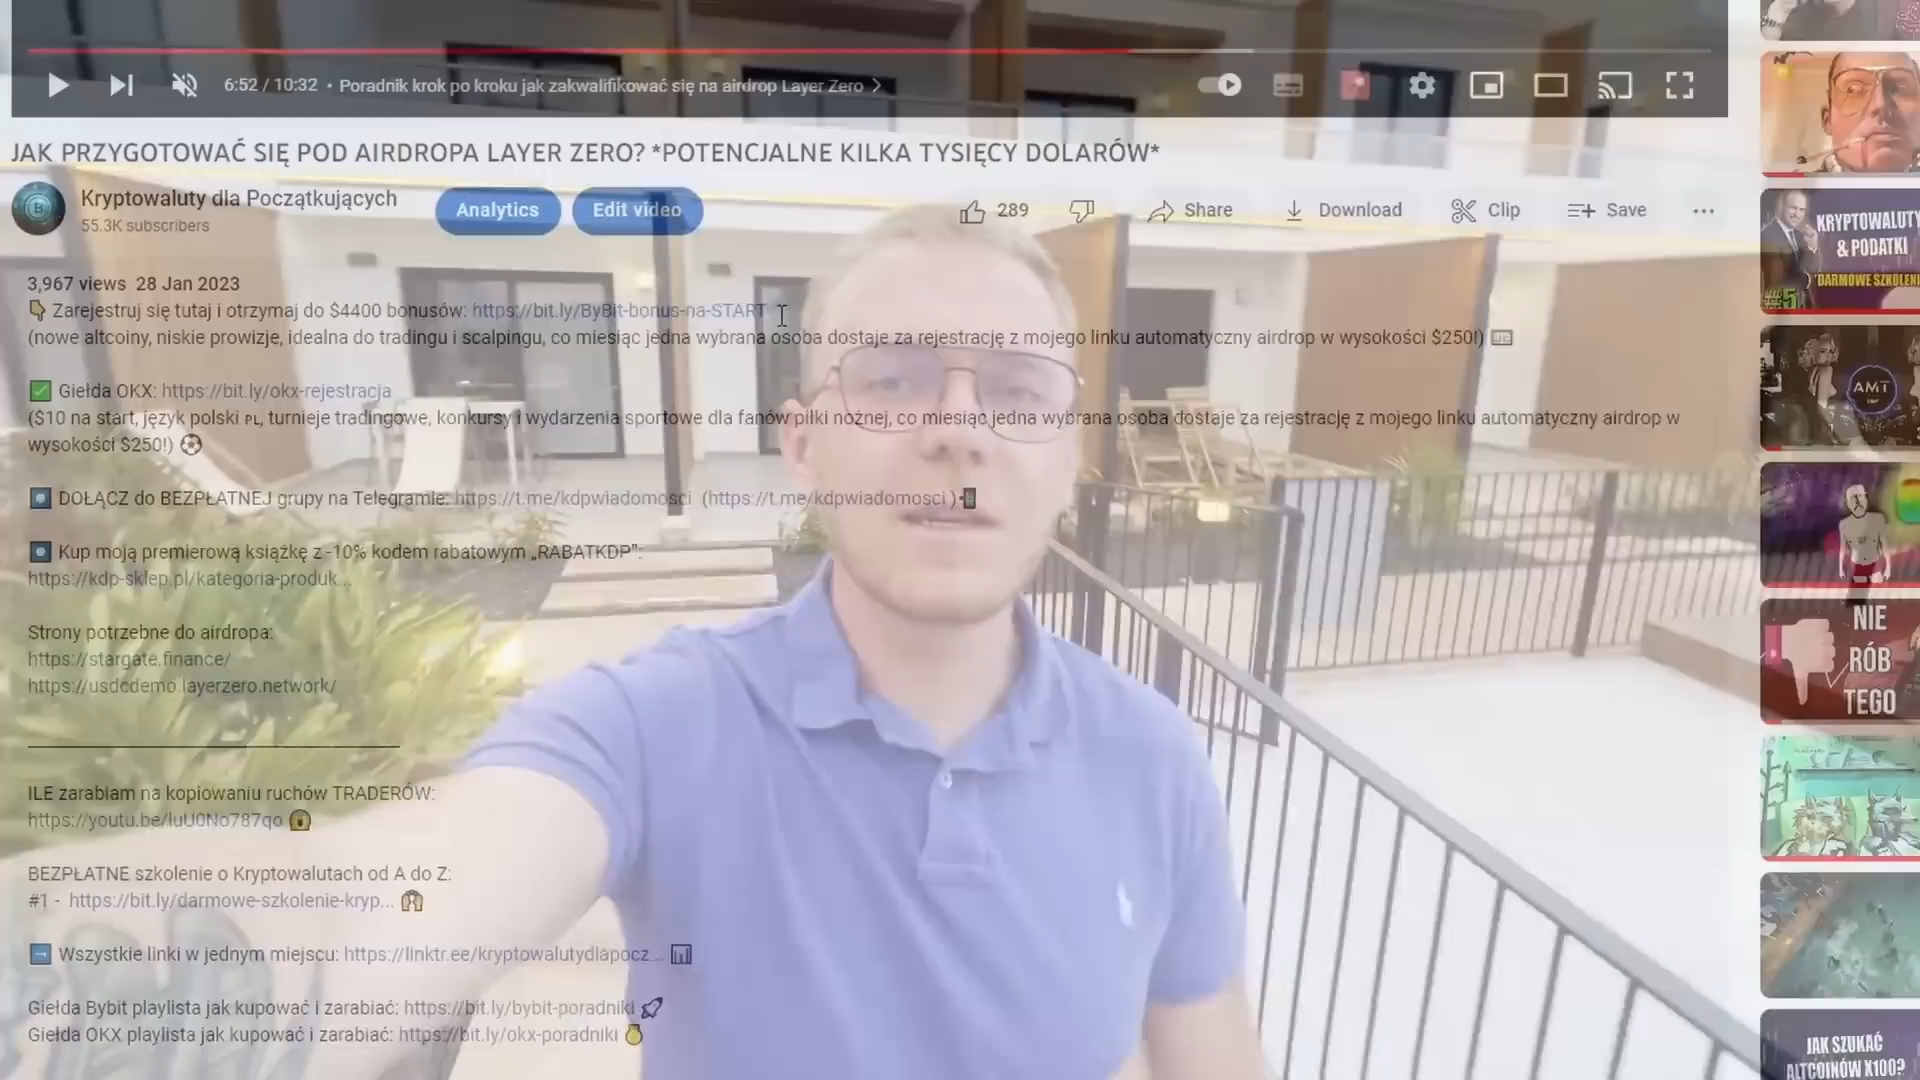 6:52 / 10:32 • Poradnik krok po kroku jak zakwalifikować się na airdrop Layer Zero
JAK PRZYGOTOWAĆ SIĘ POD AIRDROPA LAYER ZERO? *POTENCJALNE KILKA TYSIĘCY DOLARÓW*
Kryptowaluty dla Początkujących
55.3K subscribers
Analytics
Edit video
289
Share
Download
Clip
Save
3,967 views 28 Jan 2023
Zarejestruj się tutaj i otrzymaj do $4400 bonusów: https://bit.ly/ByBit-bonus-na-START
(nowe altcoiny, niskie prowizje, idealna do tradingu i scalpingu, co miesiąc jedna wybrana osoba dostaje za rejestrację z mojego linku automatyczny airdrop w wysokości $250!)
Giełda OKX: https://bit.ly/okx-rejestracja
($10 na start, język polski PL, turnieje tradingowe, konkursy i wydarzenia sportowe dla fanów piłki nożnej, co miesiąc jedna wybrana osoba dostaje za rejestrację z mojego linku automatyczny airdrop w
wysokości $250!)
DOŁĄCZ do BEZPŁATNEJ grupy na Telegramie: https://t.me/kdpwiadomosci (https://t.me/kdpwiadomosci )
Kup moją premierową książkę z -10% kodem rabatowym „RABATKDP”:
https://kdp-sklep.pl/kategoria-produk...
Strony potrzebne do airdropa:
https://stargate.finance/
https://usdcdemo.layerzero.network/
ILE zarabiam na kopiowaniu ruchów TRADERÓW:
https://youtu.be/luU0No787qo
BEZPŁATNE szkolenie o Kryptowalutach od A do Z:
#1 - https://bit.ly/darmowe-szkolenie-kryp...
Wszystkie linki w jednym miejscu: https://linktr.ee/kryptowalutydlapocz...
Giełda Bybit playlista jak kupować i zarabiać: https://bit.ly/bybit-poradniki
Giełda OKX playlista jak kupować i zarabiać: https://bit.ly/okx-poradniki
KRYPTOWALUTY
& PODATKI
DARMOWE SZKOLENI
#5
AMT
NIE
RÓB
TEGO
JAK SZUKAĆ
ALTCOINÓW X100?